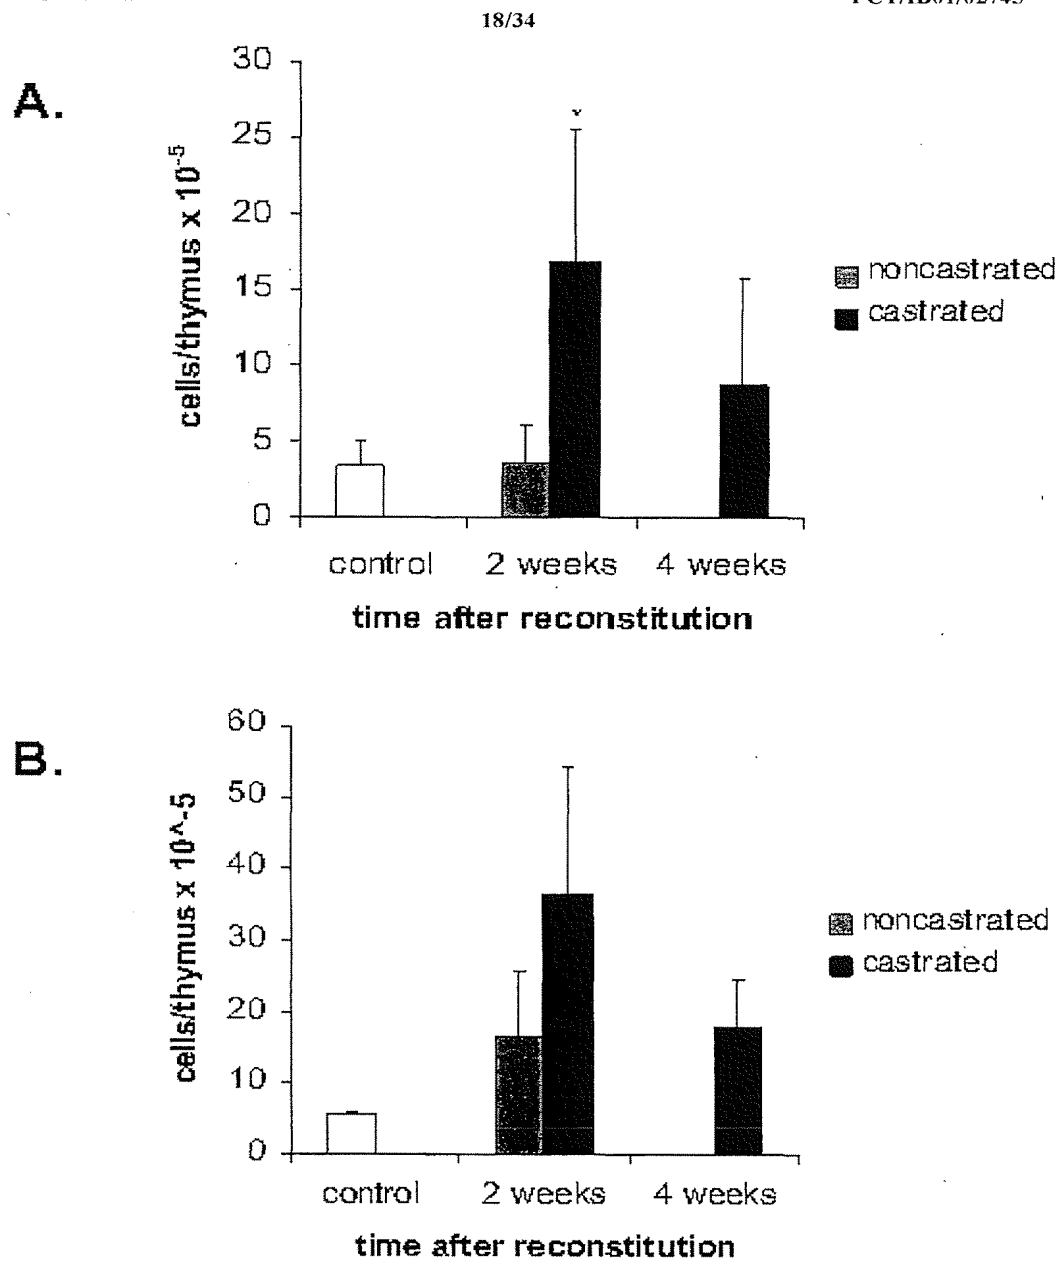 18/34
A.
30
25
20
15
10
5
0
cells/thymus x 10⁻⁵
noncastrated
castrated
control 2 weeks 4 weeks
time after reconstitution
B.
60
50
40
30
20
10
0
cells/thymus x 10^-5
noncastrated
castrated
control 2 weeks 4 weeks
time after reconstitution